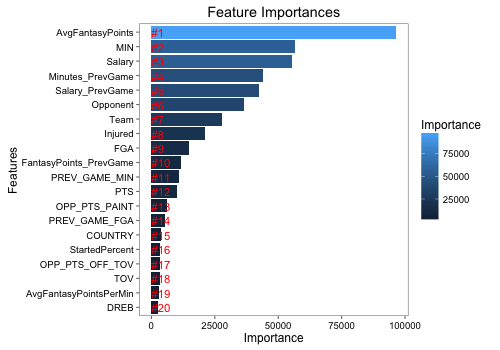 Feature Importances
AvgFantasyPoints #1
MIN #2
Salary #3
Minutes_PrevGame #4
Salary_PrevGame #5
Opponent #6
Team #7
Injured #8
FGA #9
FantasyPoints_PrevGame #10
PREV_GAME_MIN #11
PTS #12
OPP_PTS_PAINT #13
PREV_GAME_FGA #14
COUNTRY #15
StartedPercent #16
OPP_PTS_OFF_TOV #17
TOV #18
AvgFantasyPointsPerMin #19
DREB #20
Features
0 25000 50000 75000 100000
Importance
Importance
75000
50000
25000